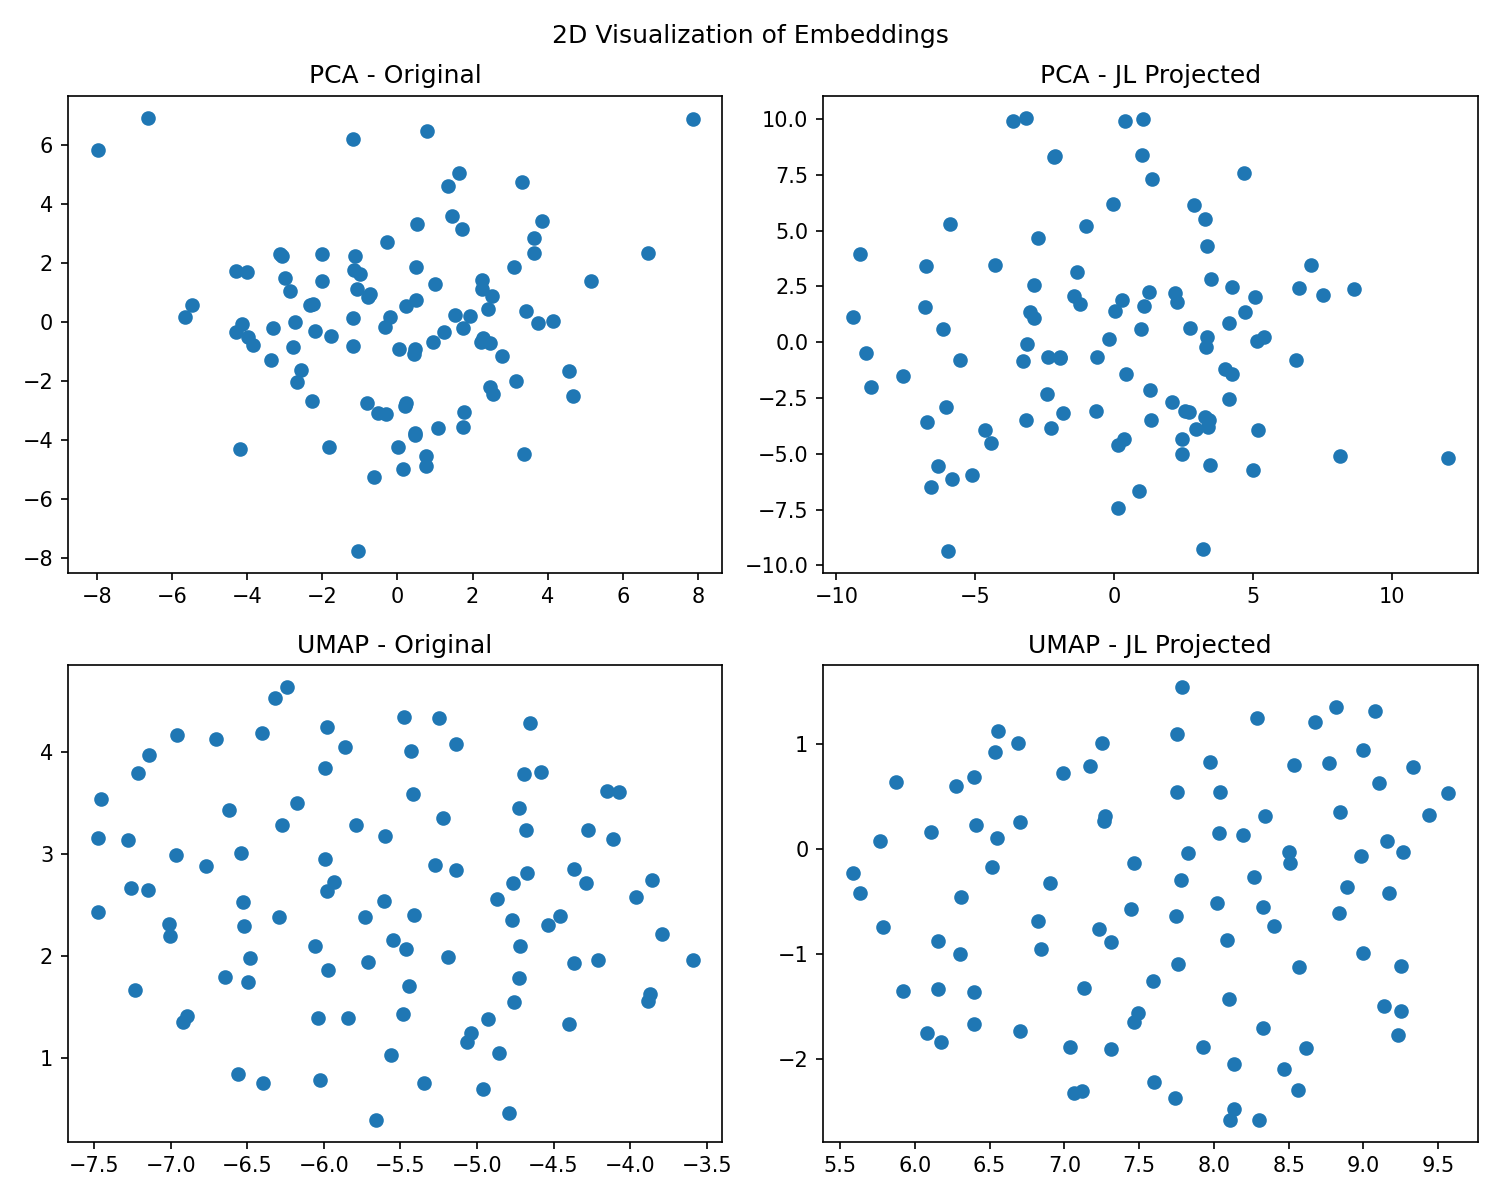 2D Visualization of Embeddings
PCA - Original
6
4
2
0
−2
−4
−6
−8
−8 −6 −4 −2 0 2 4 6 8
PCA - JL Projected
10.0
7.5
5.0
2.5
0.0
−2.5
−5.0
−7.5
−10.0
−10 −5 0 5 10
UMAP - Original
4
3
2
1
−7.5 −7.0 −6.5 −6.0 −5.5 −5.0 −4.5 −4.0 −3.5
UMAP - JL Projected
1
0
−1
−2
5.5 6.0 6.5 7.0 7.5 8.0 8.5 9.0 9.5